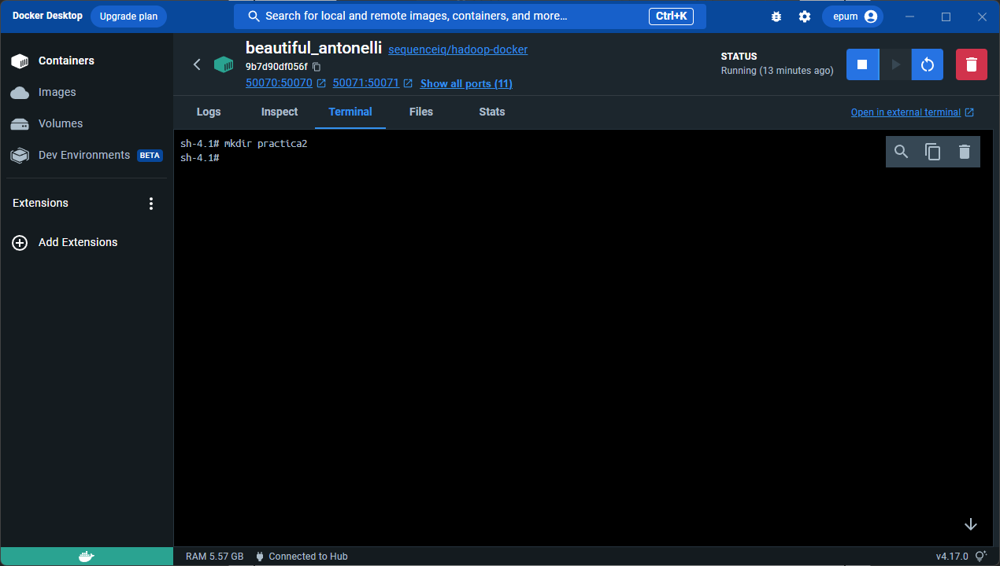 Docker Desktop Upgrade plan Search for local and remote images, containers, and more... Ctrl+K epum
Containers
Images
Volumes
Dev Environments BETA
Extensions
Add Extensions
beautiful_antonelli sequenceiq/hadoop-docker
9b7d90df056f
50070:50070 50071:50071 Show all ports (11)
STATUS
Running (13 minutes ago)
Logs Inspect Terminal Files Stats Open in external terminal
sh-4.1# mkdir practica2
sh-4.1#
RAM 5.57 GB Connected to Hub v4.17.0